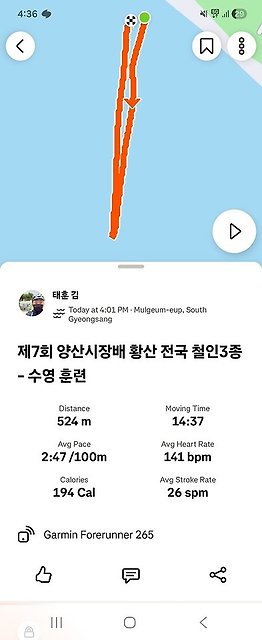 4:36
태훈 김
Today at 4:01 PM · Mulgeum-eup, South
Gyeongsang
제7회 양산시장배 황산 전국 철인3종
- 수영 훈련
Distance
524 m
Moving Time
14:37
Avg Pace
2:47 /100m
Avg Heart Rate
141 bpm
Calories
194 Cal
Avg Stroke Rate
26 spm
Garmin Forerunner 265